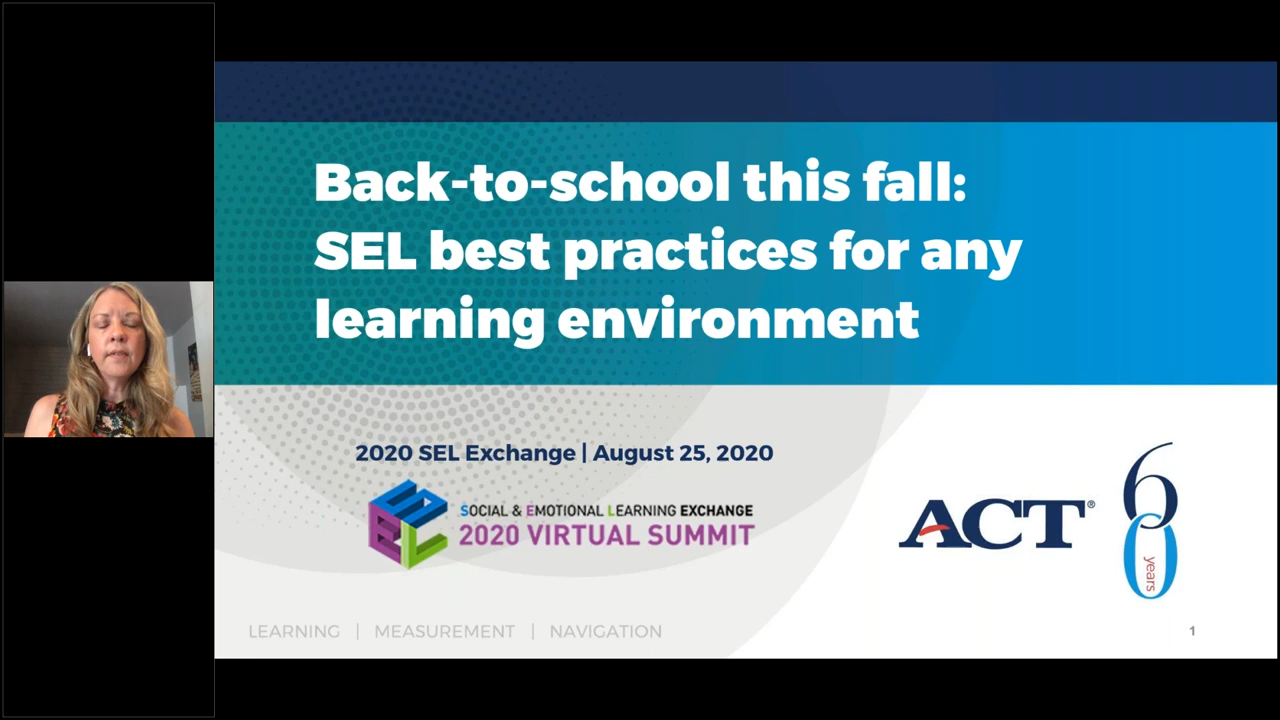 Back-to-school this fall:
SEL best practices for any
learning environment
2020 SEL Exchange | August 25, 2020
SEL
SOCIAL & EMOTIONAL LEARNING EXCHANGE
2020 VIRTUAL SUMMIT
ACT®
60
years
LEARNING | MEASUREMENT | NAVIGATION
1